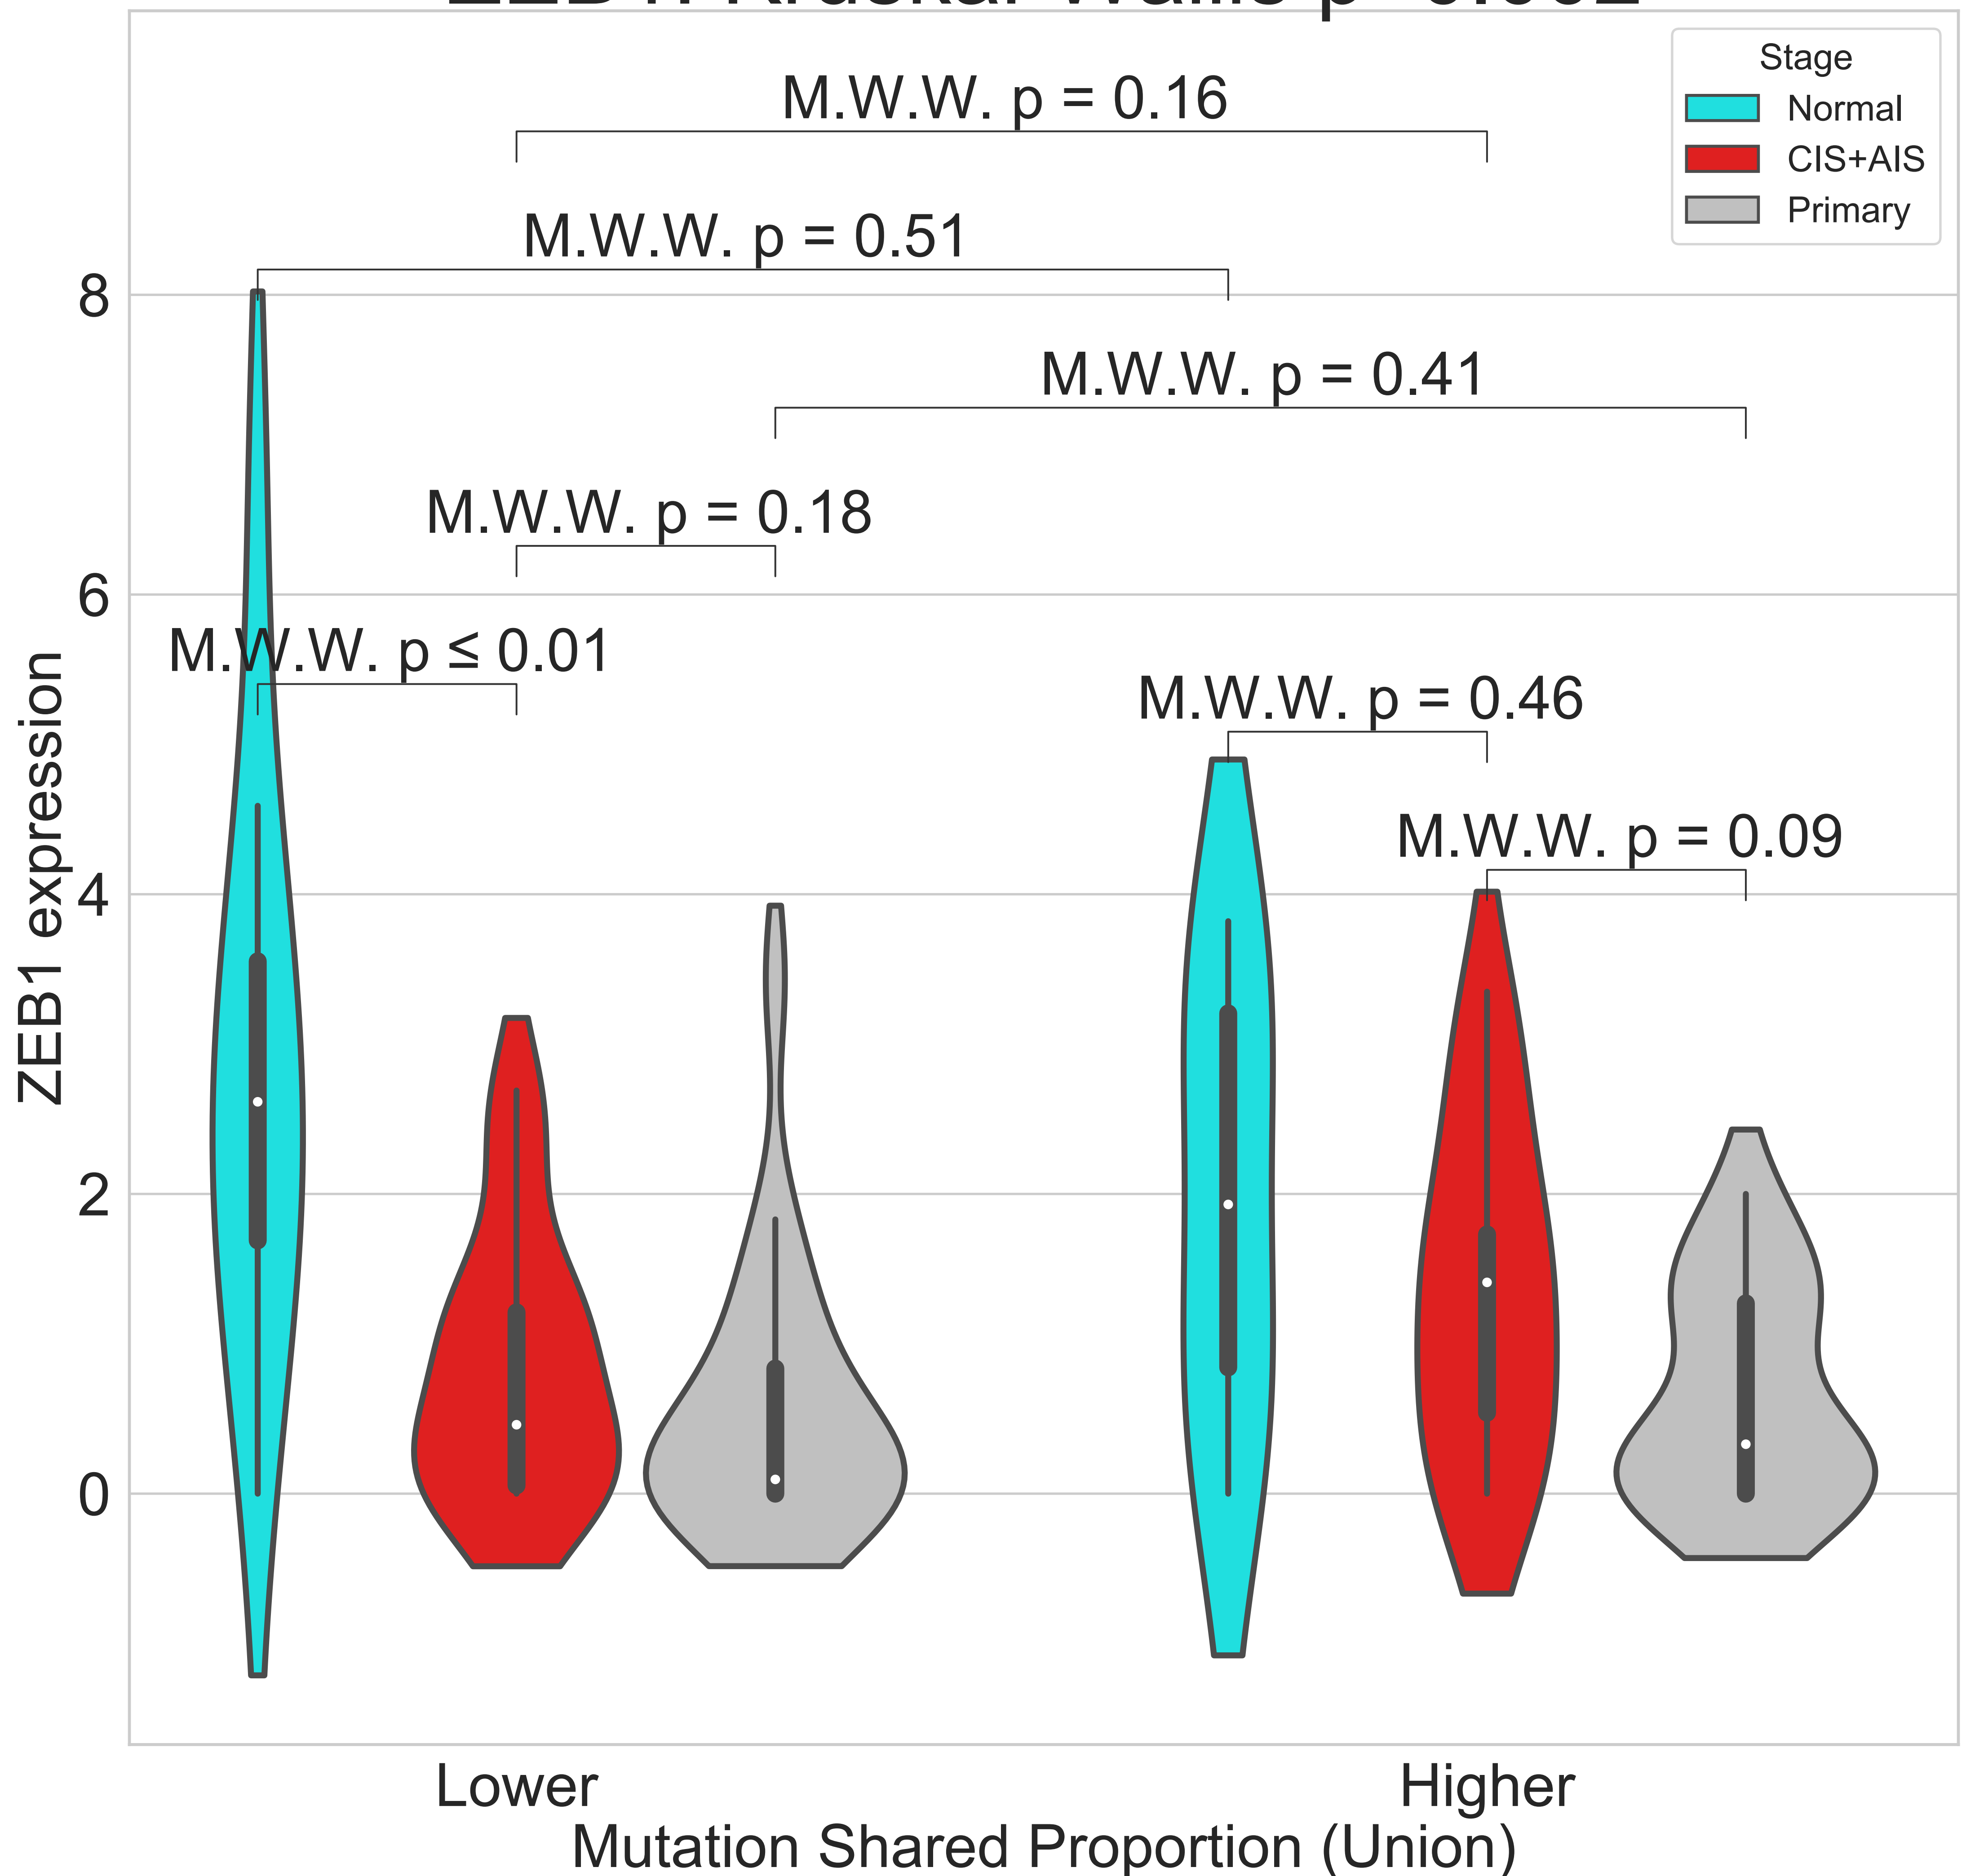 Stage
Normal
CIS+AIS
Primary
M.W.W. p = 0.16
M.W.W. p = 0.51
M.W.W. p = 0.41
M.W.W. p = 0.18
M.W.W. p ≤ 0.01
M.W.W. p = 0.46
M.W.W. p = 0.09
8
6
4
2
0
ZEB1 expression
Lower
Higher
Mutation Shared Proportion (Union)